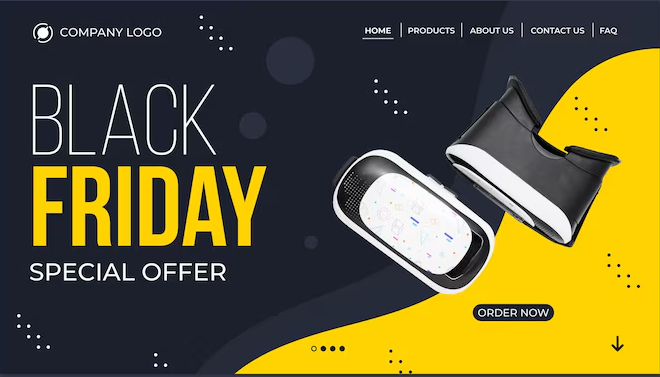 COMPANY LOGO
HOME PRODUCTS ABOUT US CONTACT US FAQ
BLACK
FRIDAY
SPECIAL OFFER
ORDER NOW